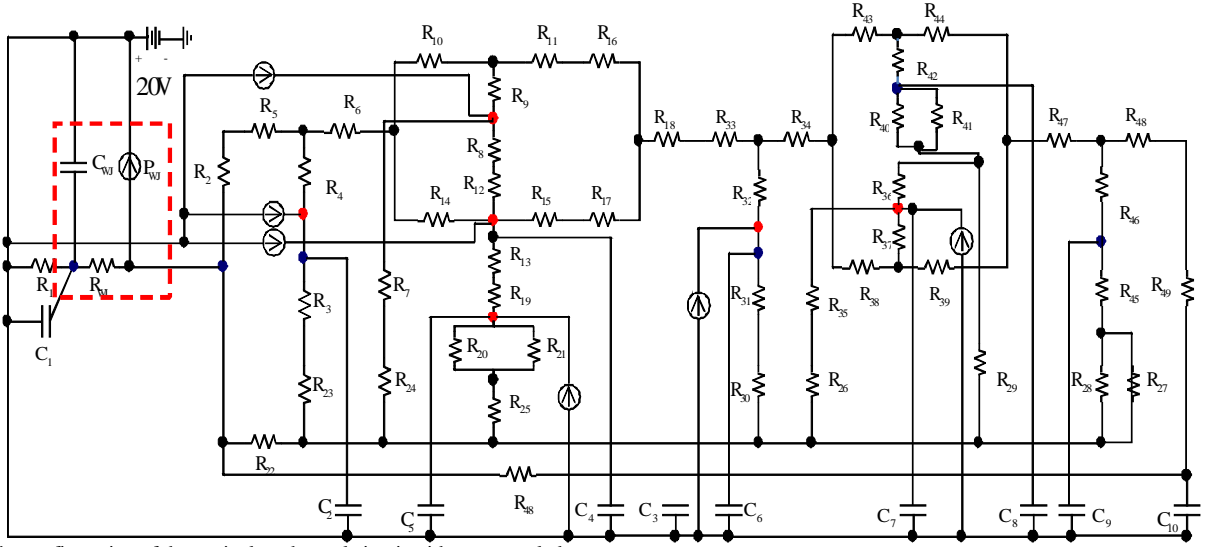 R43 R44
R10 R11 R16
+ -
20V
R42
R9
R5 R6
R40 R41
R18 R33 R34 R47 R48
CWJ PWJ R2 R4
R8
R12
R36
R32
R14 R15 R17
R46
R37
R13
R1 R7 R38 R39 R45 R49
R3 R19 R31 R35
C1
R20 R21
R29
R23 R24 R25 R30 R26 R28 R27
R22
R48
C2 C5 C4 C3 C6 C7 C8 C9 C10